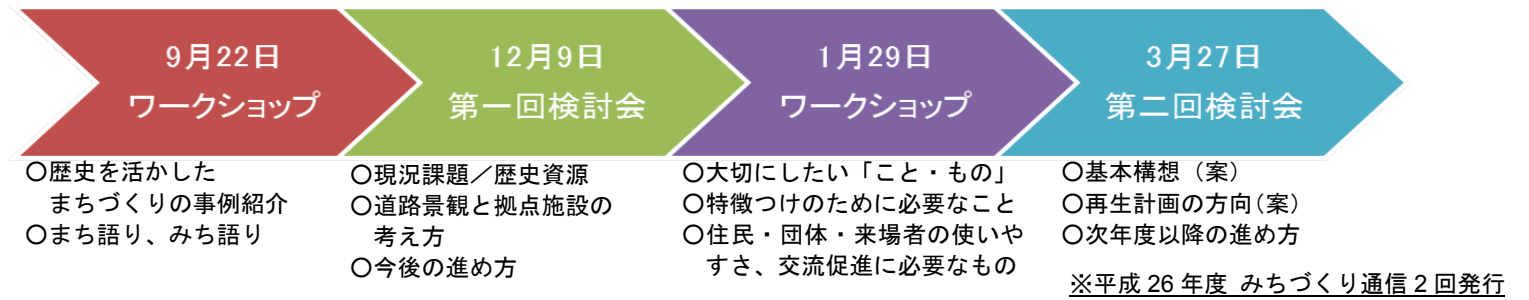 9月22日
ワークショップ
12月9日
第一回検討会
1月29日
ワークショップ
3月27日
第二回検討会
〇歴史を活かした
まちづくりの事例紹介
〇まち語り、みち語り
〇現況課題／歴史資源
〇道路景観と拠点施設の
考え方
〇今後の進め方
〇大切にしたい「こと・もの」
〇特徴つけのために必要なこと
〇住民・団体・来場者の使いや
すさ、交流促進に必要なもの
〇基本構想（案）
〇再生計画の方向(案)
〇次年度以降の進め方
※平成26年度 みちづくり通信2回発行